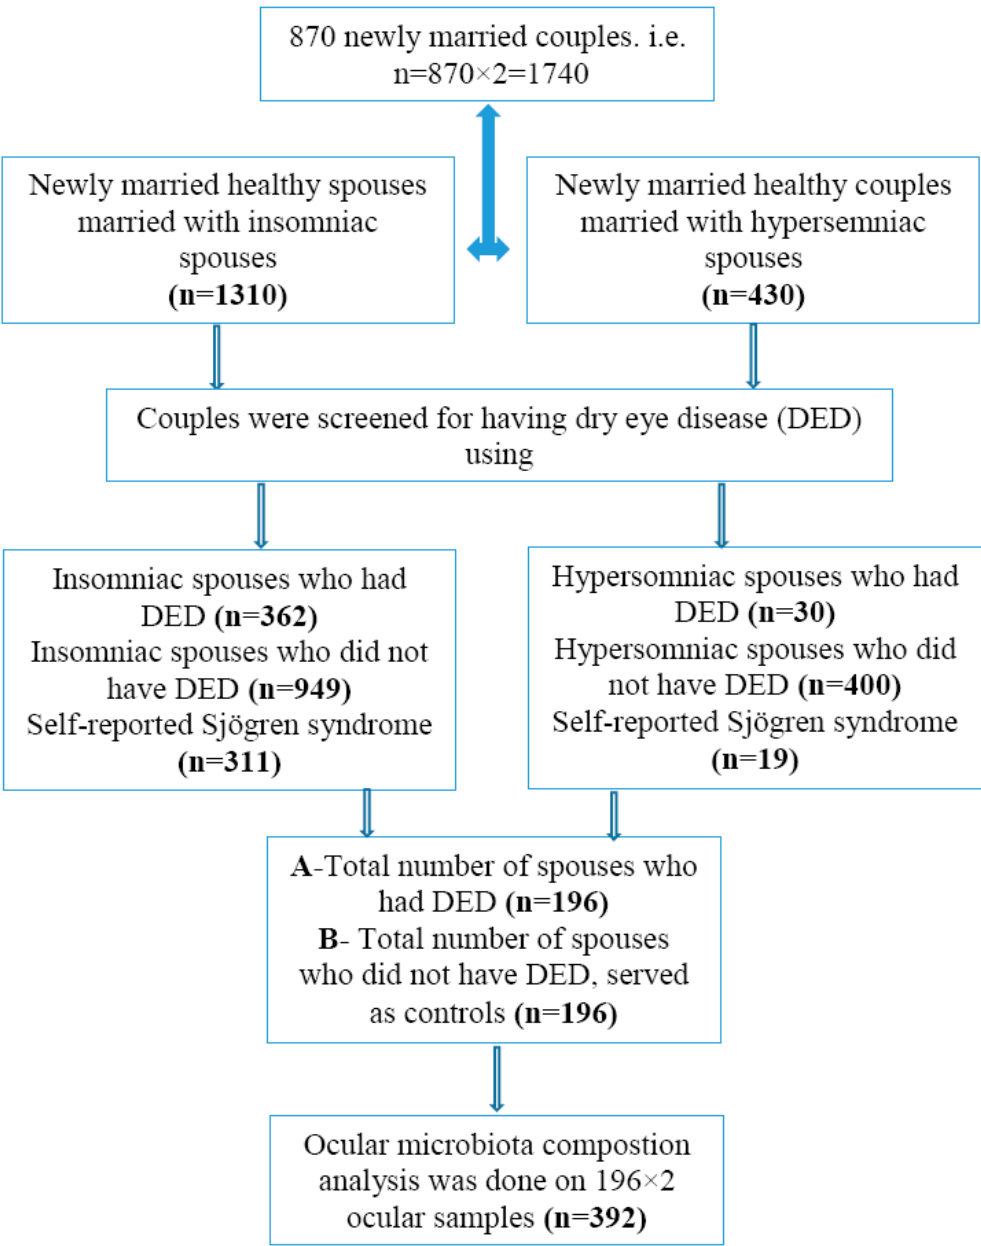 870 newly married couples. i.e.
n=870×2=1740
Newly married healthy spouses
married with insomniac
spouses
(n=1310)
Newly married healthy couples
married with hypersemniac
spouses
(n=430)
Couples were screened for having dry eye disease (DED)
using
Insomniac spouses who had
DED (n=362)
Insomniac spouses who did not
have DED (n=949)
Self-reported Sjögren syndrome
(n=311)
Hypersomniac spouses who had
DED (n=30)
Hypersomniac spouses who did
not have DED (n=400)
Self-reported Sjögren syndrome
(n=19)
A-Total number of spouses who
had DED (n=196)
B- Total number of spouses
who did not have DED, served
as controls (n=196)
Ocular microbiota compostion
analysis was done on 196×2
ocular samples (n=392)